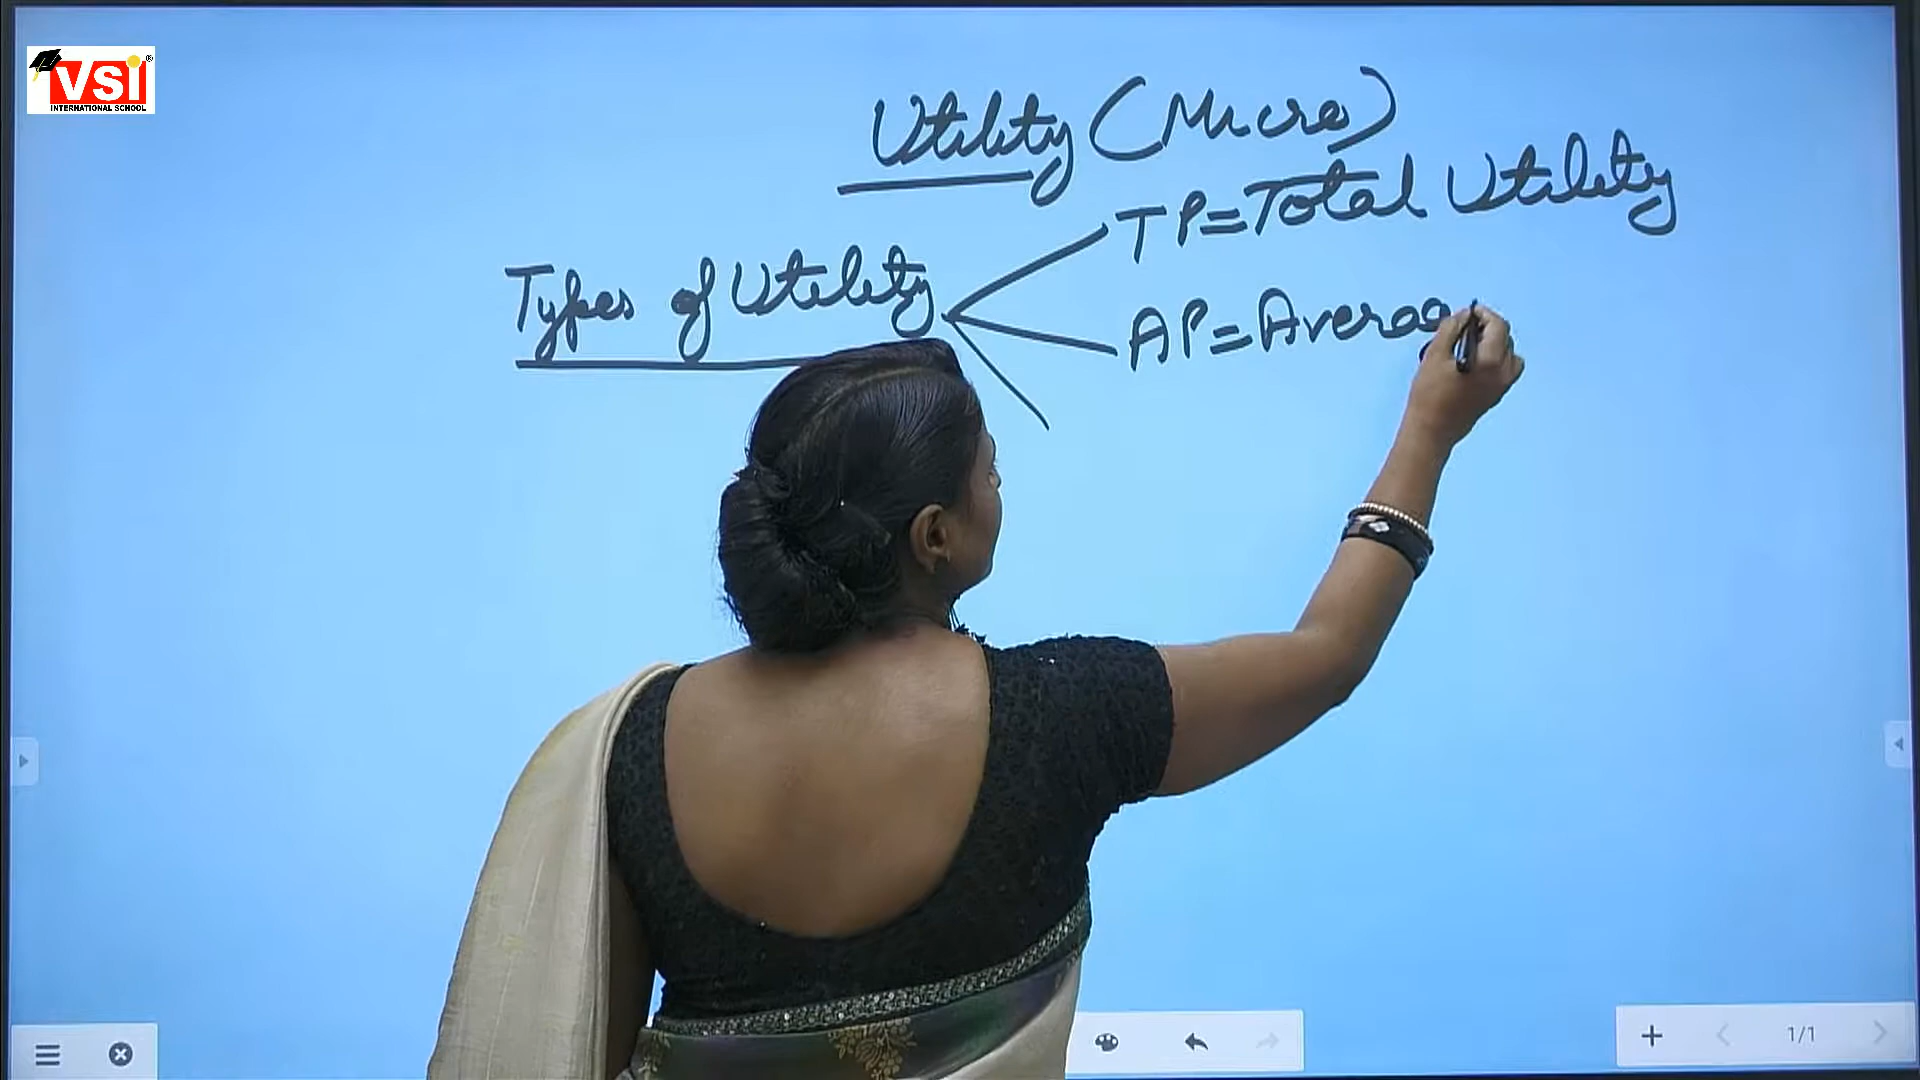 VSI
INTERNATIONAL SCHOOL
Utility (Micro)
Types of Utility
TP = Total Utility
AP = Averag
1/1